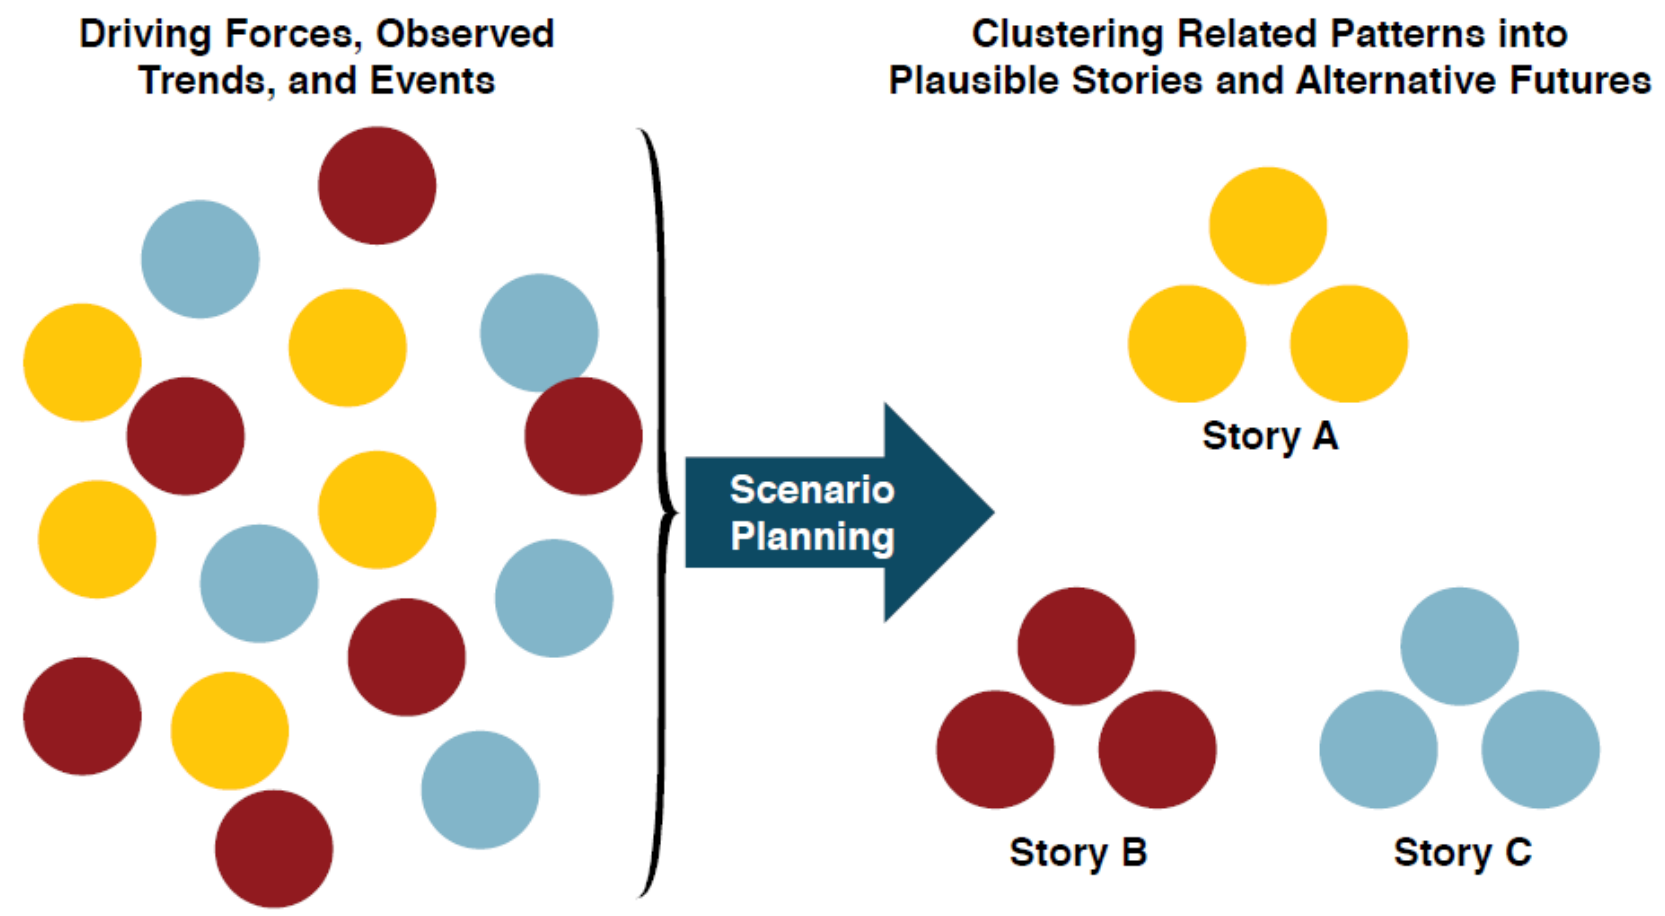 Driving Forces, Observed
Trends, and Events
Clustering Related Patterns into
Plausible Stories and Alternative Futures
Scenario
Planning
Story A
Story B
Story C